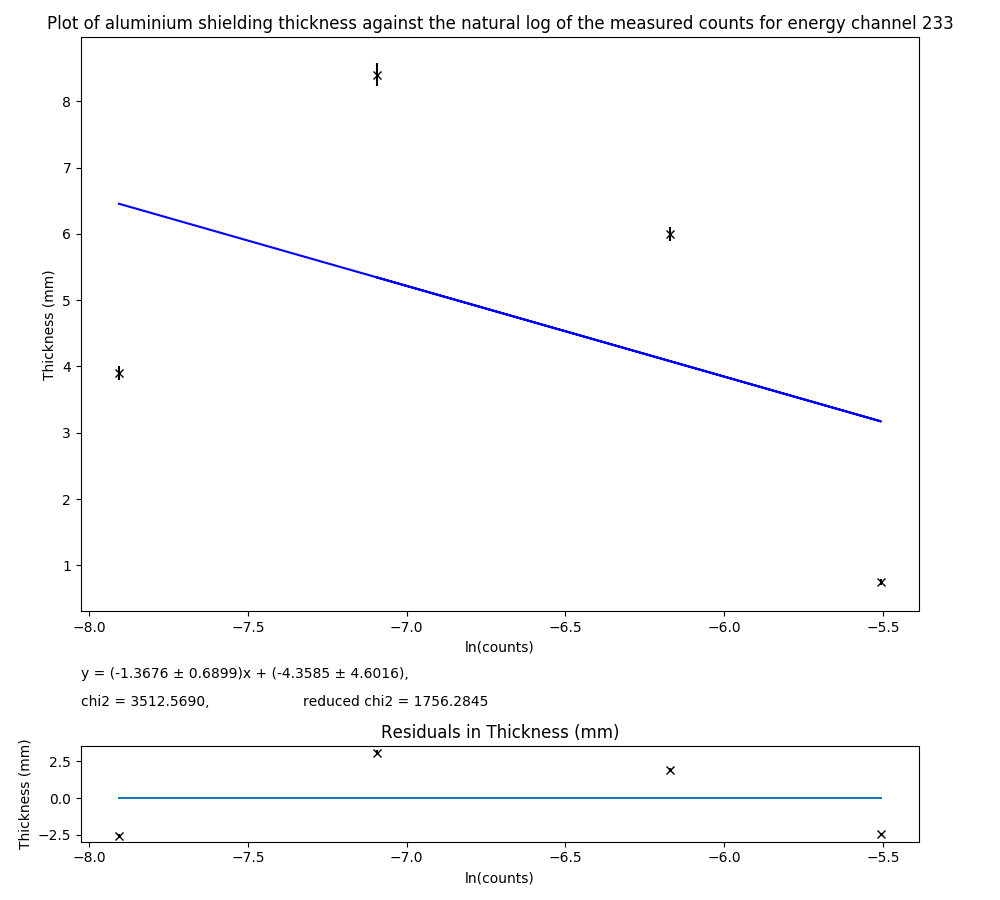 Plot of aluminium shielding thickness against the natural log of the measured counts for energy channel 233
8
7
6
5
4
3
2
1
Thickness (mm)
−8.0 −7.5 −7.0 −6.5 −6.0 −5.5
ln(counts)
y = (-1.3676 ± 0.6899)x + (-4.3585 ± 4.6016),
chi2 = 3512.5690, reduced chi2 = 1756.2845
Residuals in Thickness (mm)
2.5
0.0
−2.5
Thickness (mm)
−8.0 −7.5 −7.0 −6.5 −6.0 −5.5
ln(counts)